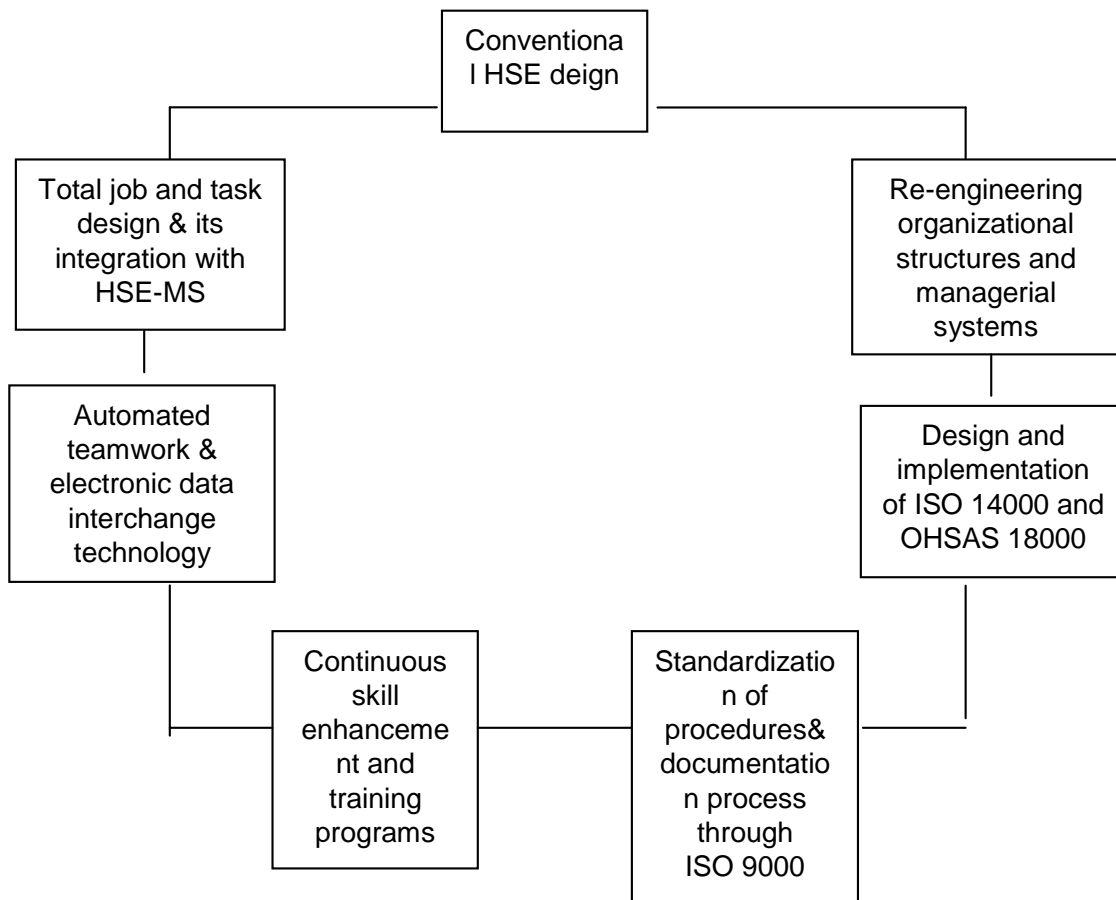 Conventiona
l HSE deign
Total job and task
design & its
integration with
HSE-MS
Re-engineering
organizational
structures and
managerial
systems
Automated
teamwork &
electronic data
interchange
technology
Design and
implementation
of ISO 14000 and
OHSAS 18000
Continuous
skill
enhanceme
nt and
training
programs
Standardizatio
n of
procedures&
documentatio
n process
through
ISO 9000